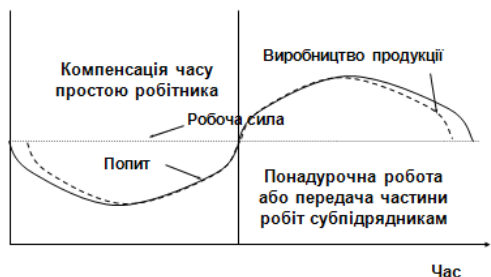 Компенсація часу
простою робітника
Виробництво продукції
Робоча сила
Попит
Понадурочна робота
або передача частини
робіт субпідрядникам
Час